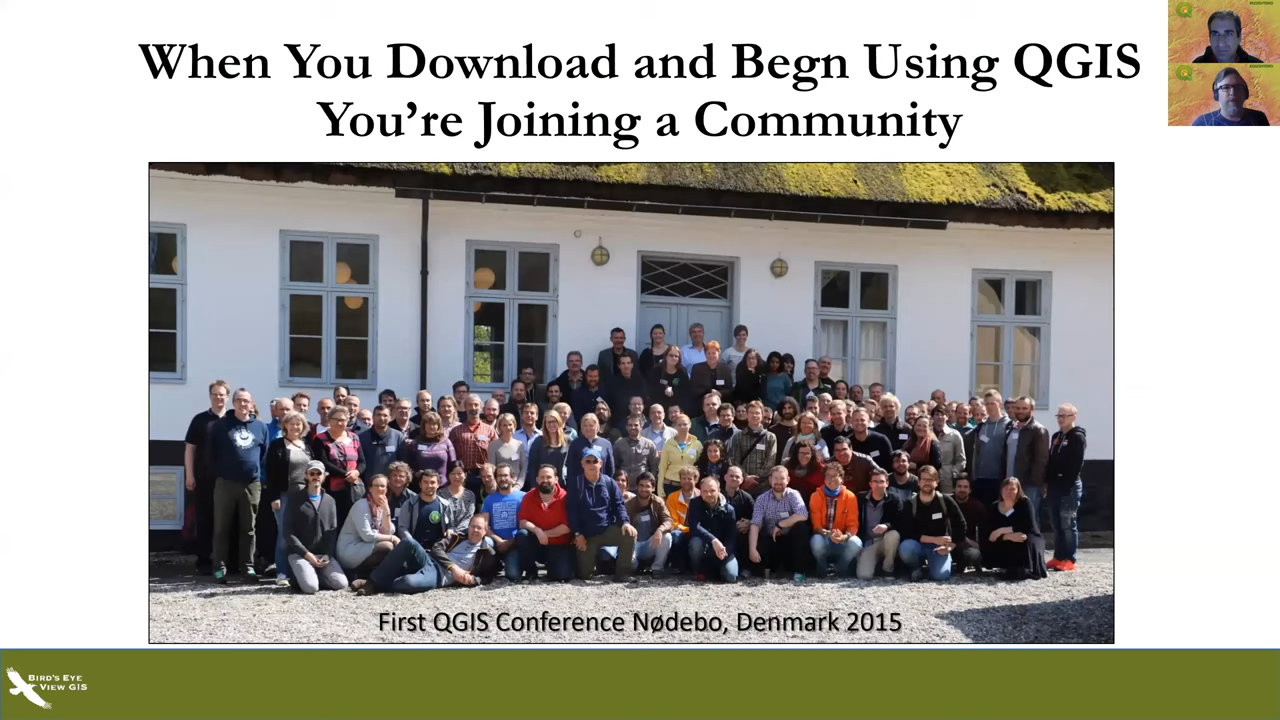 When You Download and Begn Using QGIS
You’re Joining a Community
First QGIS Conference Nødebo, Denmark 2015
BIRD'S EYE
VIEW GIS